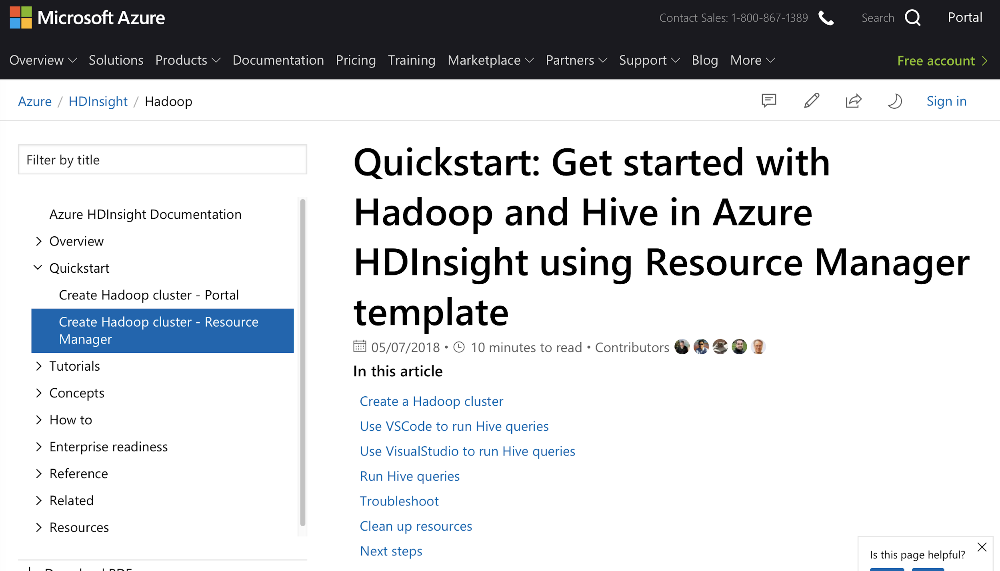 Microsoft Azure
Contact Sales: 1-800-867-1389
Search
Portal
Overview Solutions Products Documentation Pricing Training Marketplace Partners Support Blog More
Free account
Azure / HDInsight / Hadoop
Sign in
Filter by title
Azure HDInsight Documentation
Overview
Quickstart
Create Hadoop cluster - Portal
Create Hadoop cluster - Resource
Manager
Tutorials
Concepts
How to
Enterprise readiness
Reference
Related
Resources
Download PDF
Quickstart: Get started with
Hadoop and Hive in Azure
HDInsight using Resource Manager
template
05/07/2018 • 10 minutes to read • Contributors
In this article
Create a Hadoop cluster
Use VSCode to run Hive queries
Use VisualStudio to run Hive queries
Run Hive queries
Troubleshoot
Clean up resources
Next steps
Is this page helpful?